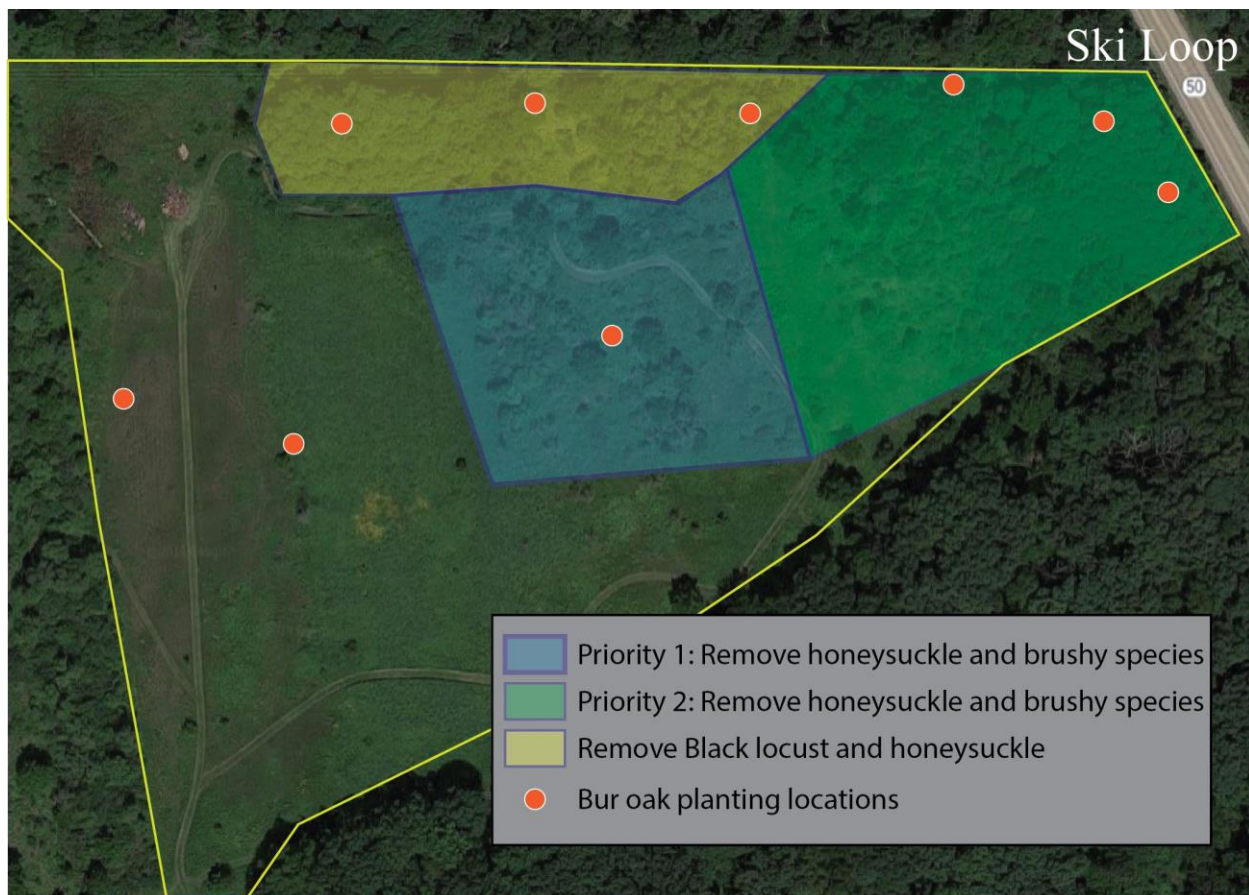 Ski Loop
50
Priority 1: Remove honeysuckle and brushy species
Priority 2: Remove honeysuckle and brushy species
Remove Black locust and honeysuckle
Bur oak planting locations